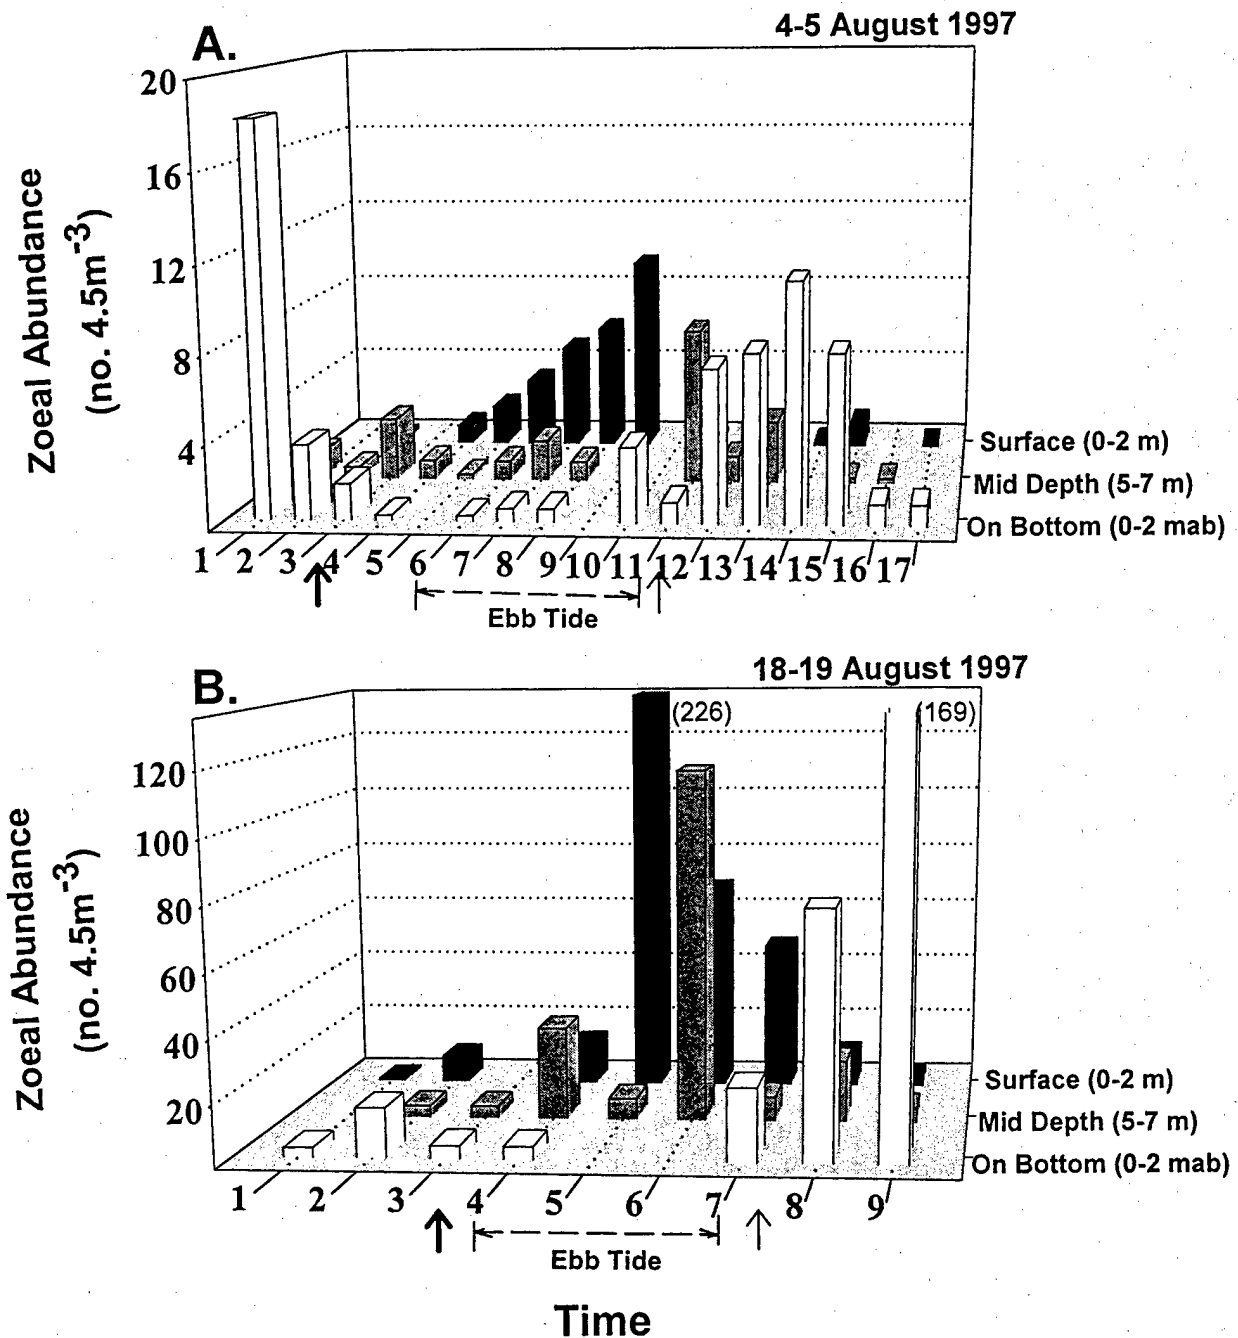 A.
4-5 August 1997
20
16
12
8
4
Zoeal Abundance
(no. 4.5m⁻³)
Surface (0-2 m)
Mid Depth (5-7 m)
On Bottom (0-2 mab)
1 2 3 4 5 6 7 8 9 10 11 12 13 14 15 16 17
Ebb Tide
B.
18-19 August 1997
(226)
(169)
120
100
80
60
40
20
Zoeal Abundance
(no. 4.5m⁻³)
Surface (0-2 m)
Mid Depth (5-7 m)
On Bottom (0-2 mab)
1 2 3 4 5 6 7 8 9
Ebb Tide
Time